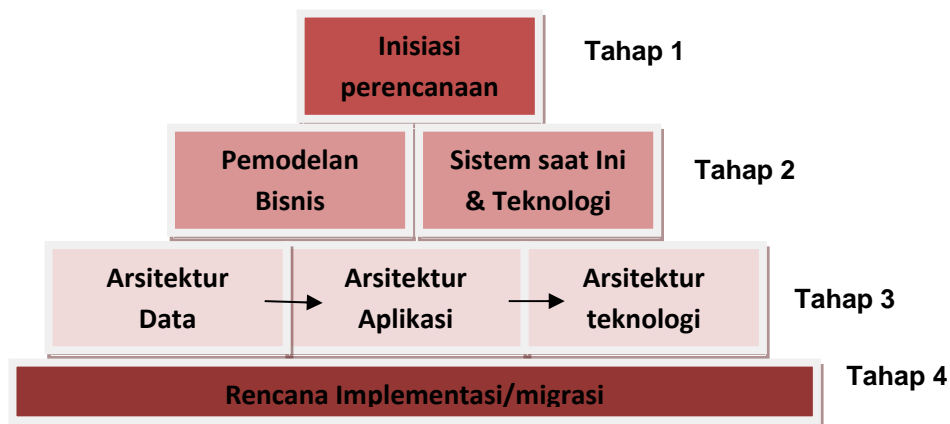 Inisiasi
perencanaan
Tahap 1
Pemodelan
Bisnis
Sistem saat Ini
& Teknologi
Tahap 2
Arsitektur
Data
Arsitektur
Aplikasi
Arsitektur
teknologi
Tahap 3
Rencana Implementasi/migrasi
Tahap 4